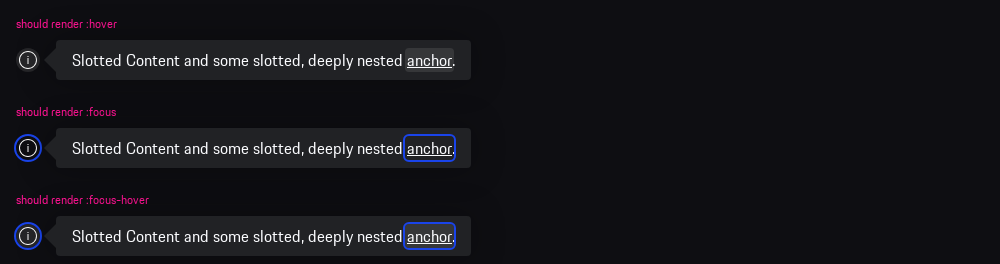 should render :hover
i Slotted Content and some slotted, deeply nested anchor.
should render :focus
i Slotted Content and some slotted, deeply nested anchor.
should render :focus-hover
i Slotted Content and some slotted, deeply nested anchor.